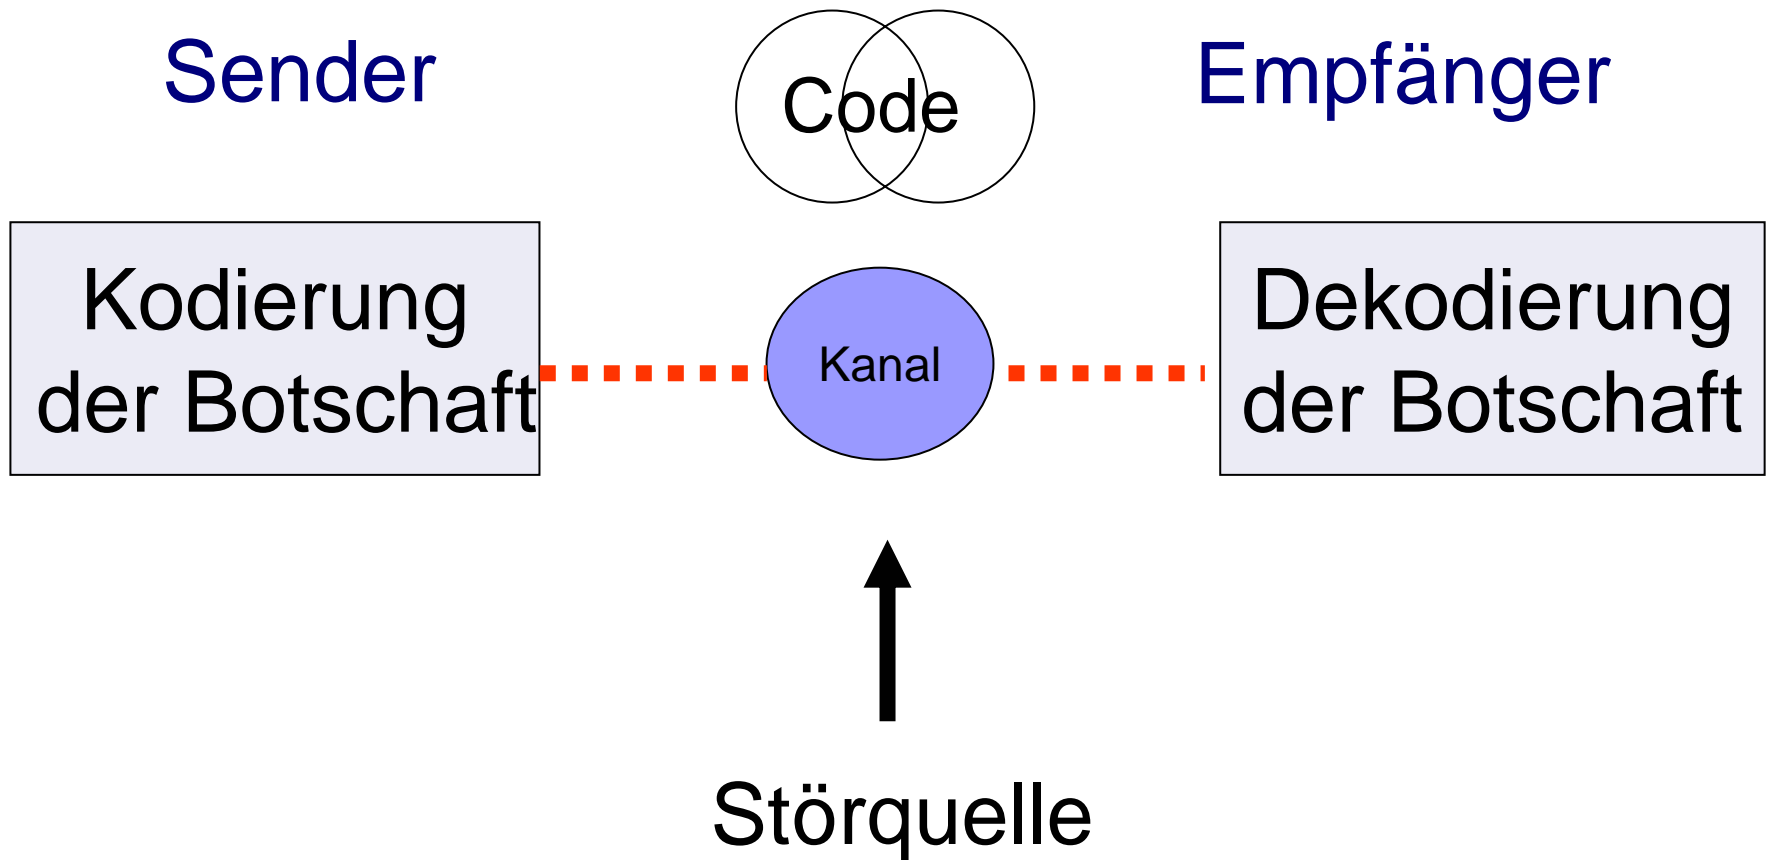 Sender
Code
Empfänger
Kodierung
der Botschaft
Kanal
Dekodierung
der Botschaft
Störquelle